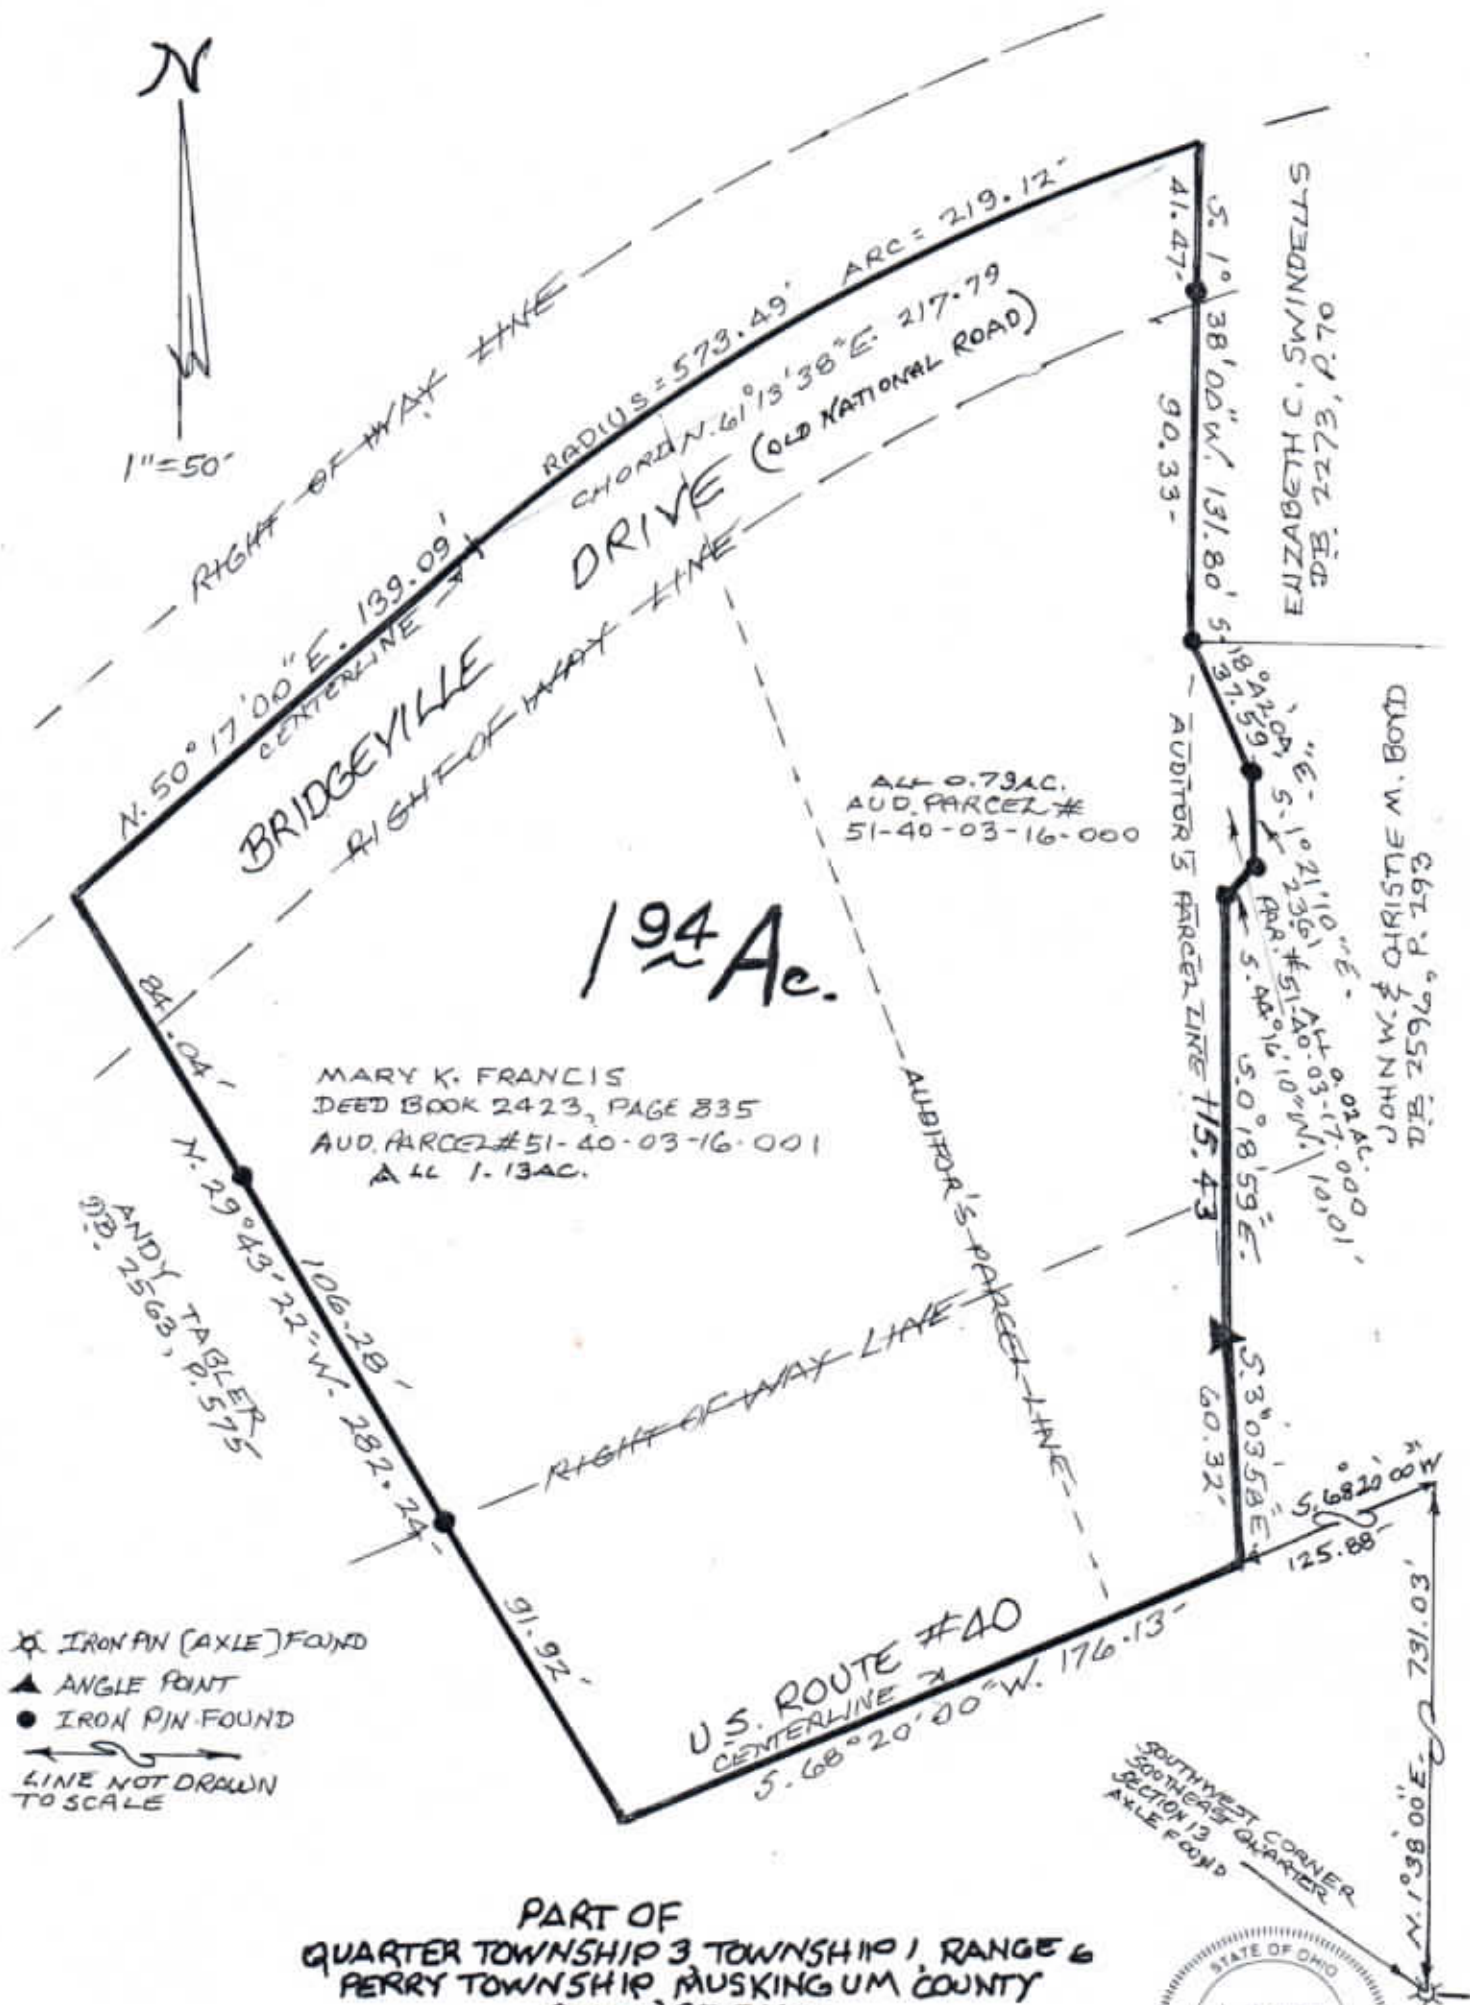 N
1"=50'
RIGHT OF WAY LINE
N. 50° 17' 00" E. 139.09'
CENTERLINE
RADIUS = 573.49' ARC = 219.12'
CHORD N. 61° 13' 38" E. 217.79
BRIDGEVILLE DRIVE (OLD NATIONAL ROAD)
RIGHT OF WAY LINE
41.47'
S. 1° 38' 00" W. 131.80'
90.33'
ELIZABETH C. SWINDELLS
D.B. 2273, P. 70
37.59'
S. 1° 21' 10" E.
23.61
PAR. #51-40-03-17.000
ALL 0.02 AC.
S. 44° 16' 10" W. 10.01'
JOHN W. & CHRISTIE M. BOYD
D.B. 2596, P. 293
AUDITOR'S PARCEL LINE
115.43
S. 0° 18' 59" E.
ALL 0.79AC.
AUD. PARCEL #
51-40-03-16-000
1 94 Ac.
MARY K. FRANCIS
DEED BOOK 2423, PAGE 835
AUD. PARCEL #51-40-03-16-001
ALL 1.13AC.
84.04'
N. 29° 43' 22" W. 282.24'
106.28'
91.92'
ANDY TABLER
D.B. 2563, P. 575
AUDITOR'S PARCEL LINE
RIGHT OF WAY LINE
S. 3° 03' 58" E
60.32'
S. 68 20' 00" W
125.88'
U.S. ROUTE #40
CENTERLINE
S. 68° 20' 00" W. 176.13'
N. 1° 38' 00" E. 731.03'
SOUTHWEST CORNER
SOUTHEAST QUARTER
SECTION 13
AXLE FOUND
IRON PIN (AXLE) FOUND
ANGLE POINT
IRON PIN FOUND
LINE NOT DRAWN
TO SCALE
PART OF
QUARTER TOWNSHIP 3, TOWNSHIP 1, RANGE 6
PERRY TOWNSHIP, MUSKINGUM COUNTY
STATE OF OHIO